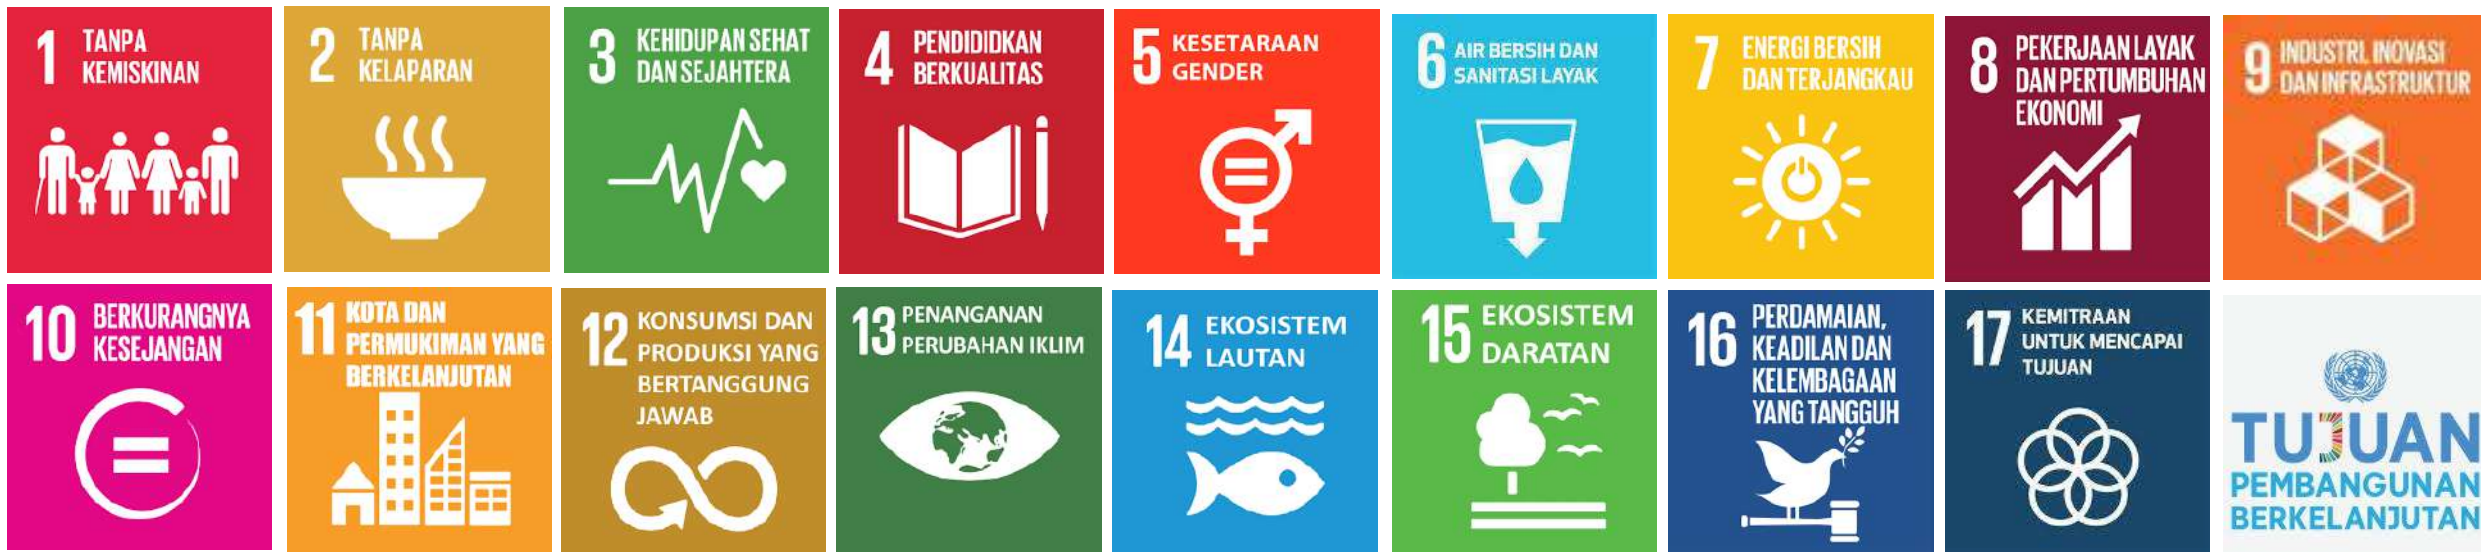 1 TANPA
KEMISKINAN
2 TANPA
KELAPARAN
3 KEHIDUPAN SEHAT
DAN SEJAHTERA
4 PENDIDIDKAN
BERKUALITAS
5 KESETARAAN
GENDER
6 AIR BERSIH DAN
SANITASI LAYAK
7 ENERGI BERSIH
DAN TERJANGKAU
8 PEKERJAAN LAYAK
DAN PERTUMBUHAN
EKONOMI
9 INDUSTRI, INOVASI
DAN INFRASTRUKTUR
10 BERKURANGNYA
KESEJANGAN
11 KOTA DAN
PERMUKIMAN YANG
BERKELANJUTAN
12 KONSUMSI DAN
PRODUKSI YANG
BERTANGGUNG
JAWAB
13 PENANGANAN
PERUBAHAN IKLIM
14 EKOSISTEM
LAUTAN
15 EKOSISTEM
DARATAN
16 PERDAMAIAN,
KEADILAN DAN
KELEMBAGAAN
YANG TANGGUH
17 KEMITRAAN
UNTUK MENCAPAI
TUJUAN
TUJUAN
PEMBANGUNAN
BERKELANJUTAN